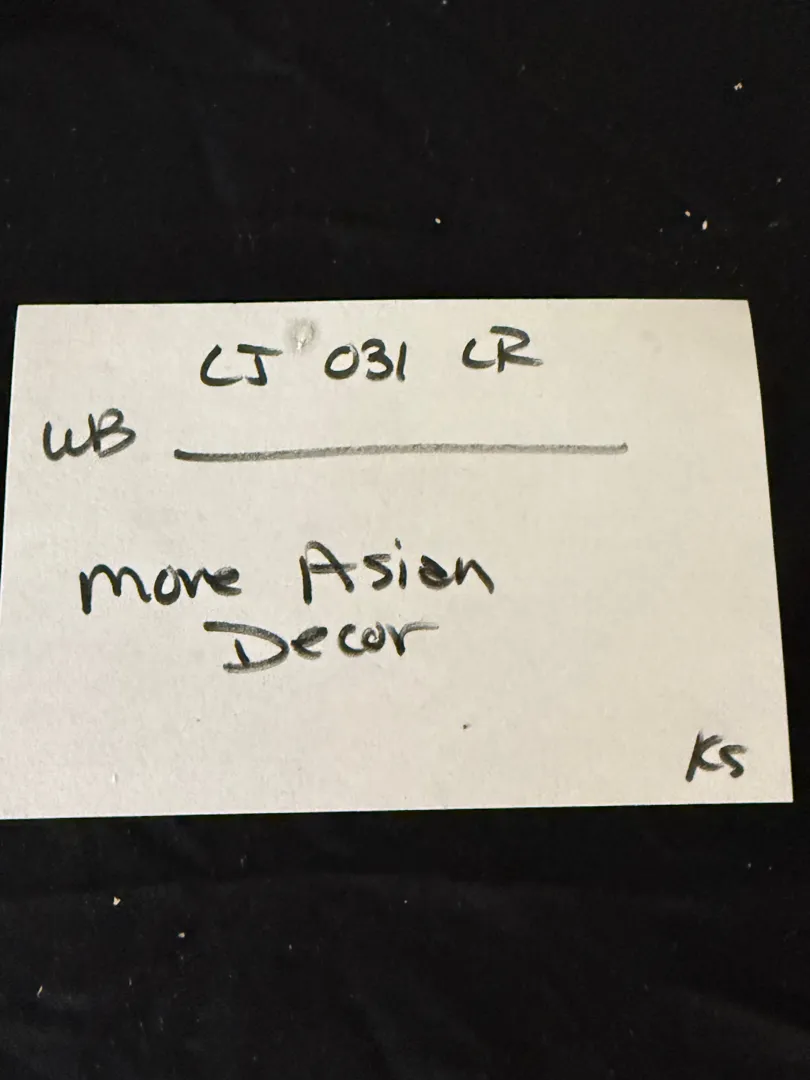 CJ 031 CR
WB
more Asian
Decor
KS